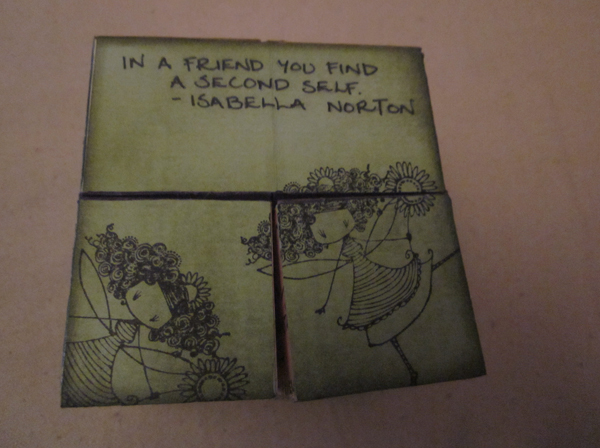 IN A FRIEND YOU FIND
A SECOND SELF.
- ISABELLA NORTON